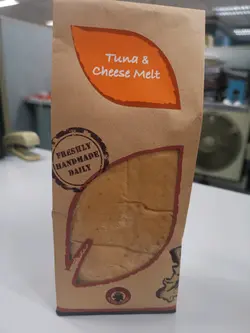 Tuna &
Cheese Melt
FRESHLY
HANDMADE
DAILY